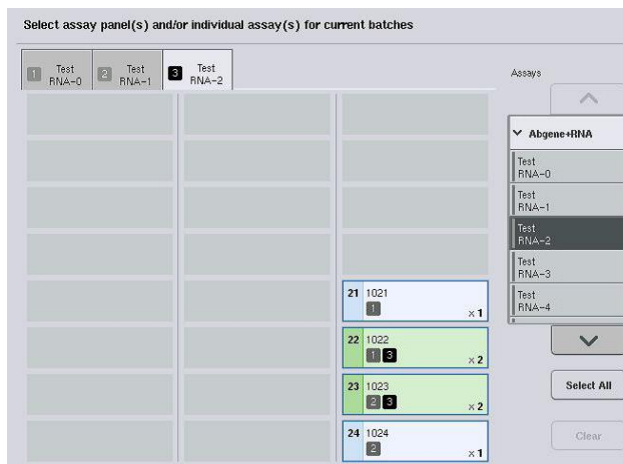 Select assay panel(s) and/or individual assay(s) for current batches
1 Test
RNA-0
2 Test
RNA-1
3 Test
RNA-2
Assays
Abgene+RNA
Test
RNA-0
Test
RNA-1
Test
RNA-2
Test
RNA-3
Test
RNA-4
21 1021
1
x 1
22 1022
1 3
x 2
23 1023
2 3
x 2
24 1024
2
x 1
Select All
Clear